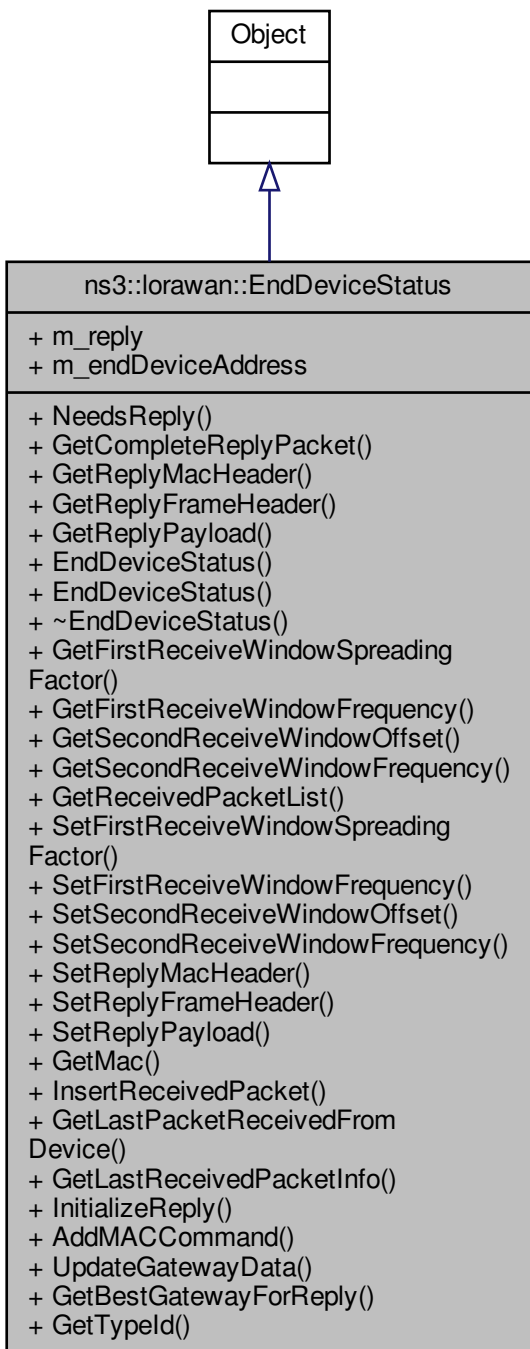 Object
ns3::lorawan::EndDeviceStatus
+ m_reply
+ m_endDeviceAddress
+ NeedsReply()
+ GetCompleteReplyPacket()
+ GetReplyMacHeader()
+ GetReplyFrameHeader()
+ GetReplyPayload()
+ EndDeviceStatus()
+ EndDeviceStatus()
+ ~EndDeviceStatus()
+ GetFirstReceiveWindowSpreading
Factor()
+ GetFirstReceiveWindowFrequency()
+ GetSecondReceiveWindowOffset()
+ GetSecondReceiveWindowFrequency()
+ GetReceivedPacketList()
+ SetFirstReceiveWindowSpreading
Factor()
+ SetFirstReceiveWindowFrequency()
+ SetSecondReceiveWindowOffset()
+ SetSecondReceiveWindowFrequency()
+ SetReplyMacHeader()
+ SetReplyFrameHeader()
+ SetReplyPayload()
+ GetMac()
+ InsertReceivedPacket()
+ GetLastPacketReceivedFrom
Device()
+ GetLastReceivedPacketInfo()
+ InitializeReply()
+ AddMACCommand()
+ UpdateGatewayData()
+ GetBestGatewayForReply()
+ GetTypeId()